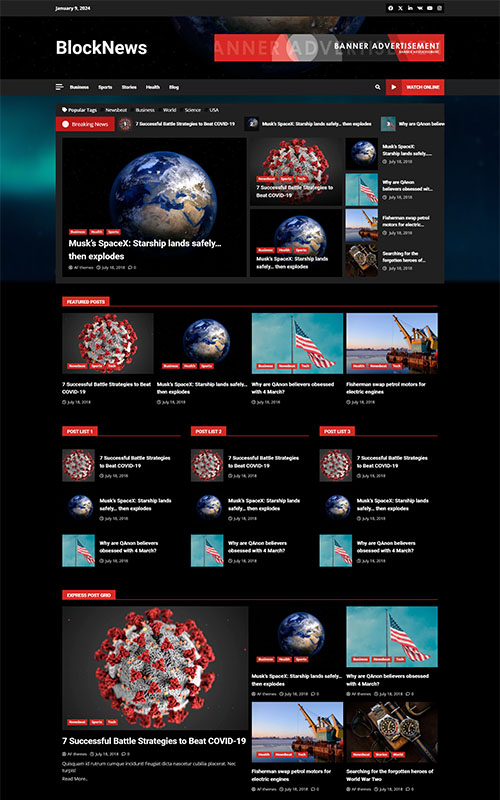 January 9, 2024
BlockNews
BANNER ADVERTISEMENT
Business Sports Stories Health Blog
WATCH ONLINE
Popular Tags Newsbeat Business World Science USA
Breaking News
1 7 Successful Battle Strategies to Beat COVID-19
2 Musk's SpaceX: Starship lands safely… then explodes
3 Why are QAnon believers
Business Health Sports
Musk's SpaceX: Starship lands safely…
then explodes
AF themes July 18, 2018 0
Newsbeat Sports Tech
7 Successful Battle Strategies to
Beat COVID-19
Business Health Sports
Musk's SpaceX: Starship lands
safely… then explodes
Musk's SpaceX:
Starship lands safely……
July 18, 2018
Why are QAnon
believers obsessed wit…
July 18, 2018
Fisherman swap petrol
motors for electric…
July 18, 2018
Searching for the
forgotten heroes of…
July 18, 2018
FEATURED POSTS
Newsbeat Sports Tech
7 Successful Battle Strategies to Beat
COVID-19
July 18, 2018
Business Health Sports
Musk's SpaceX: Starship lands safely…
then explodes
July 18, 2018
Business Newsbeat Tech
Why are QAnon believers obsessed
with 4 March?
July 18, 2018
Health Newsbeat Sports
Fisherman swap petrol motors for
electric engines
July 18, 2018
POST LIST 1
7 Successful Battle Strategies
to Beat COVID-19
July 18, 2018
Musk's SpaceX: Starship lands
safely… then explodes
July 18, 2018
Why are QAnon believers
obsessed with 4 March?
July 18, 2018
POST LIST 2
7 Successful Battle Strategies
to Beat COVID-19
July 18, 2018
Musk's SpaceX: Starship lands
safely… then explodes
July 18, 2018
Why are QAnon believers
obsessed with 4 March?
July 18, 2018
POST LIST 3
7 Successful Battle Strategies
to Beat COVID-19
July 18, 2018
Musk's SpaceX: Starship lands
safely… then explodes
July 18, 2018
Why are QAnon believers
obsessed with 4 March?
July 18, 2018
EXPRESS POST GRID
Newsbeat Sports Tech
7 Successful Battle Strategies to Beat COVID-19
AF themes July 18, 2018 0
Quisquam id rutrum cumque incidunt! Feugiat dicta nascetur cubilia placerat. Nec
turpis!
Read More..
Business Health Sports
Musk's SpaceX: Starship lands safely…
then explodes
AF themes July 18, 2018 0
Business Newsbeat Tech
Why are QAnon believers obsessed
with 4 March?
AF themes July 18, 2018 0
Health Newsbeat Sports
Fisherman swap petrol motors for
electric engines
AF themes July 18, 2018 0
Newsbeat Stories World
Searching for the forgotten heroes of
World War Two
AF themes July 18, 2018 0